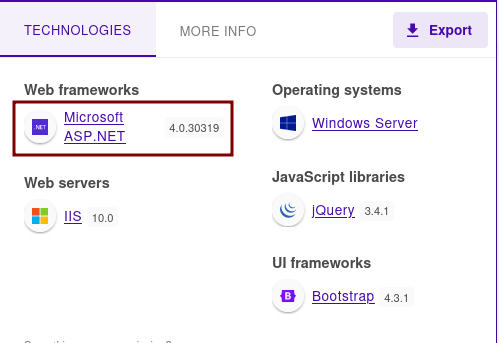 TECHNOLOGIES
MORE INFO
Export
Web frameworks
.NET
Microsoft
ASP.NET
4.0.30319
Web servers
IIS
10.0
Operating systems
Windows Server
JavaScript libraries
jQuery
3.4.1
UI frameworks
B
Bootstrap
4.3.1